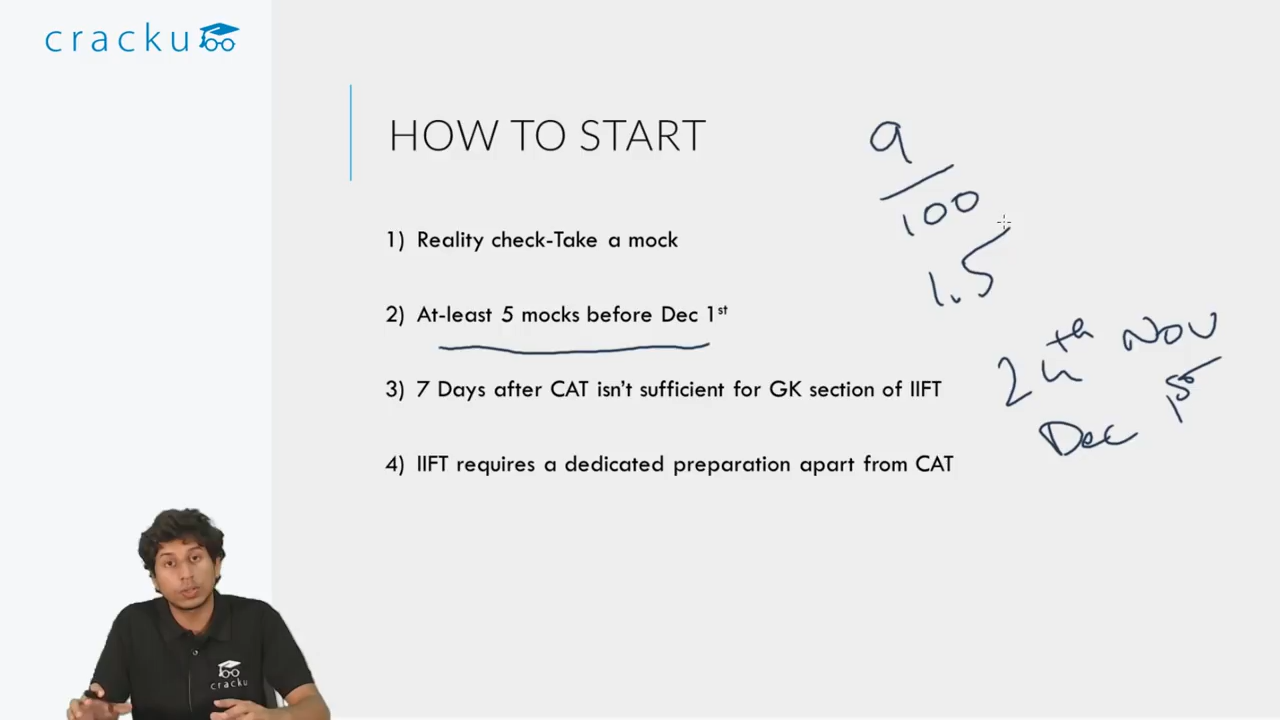 cracku
HOW TO START
1) Reality check-Take a mock
2) At-least 5 mocks before Dec 1st
3) 7 Days after CAT isn't sufficient for GK section of IIFT
4) IIFT requires a dedicated preparation apart from CAT
9
100
1.5
24th Nov
Dec 1st
cracku